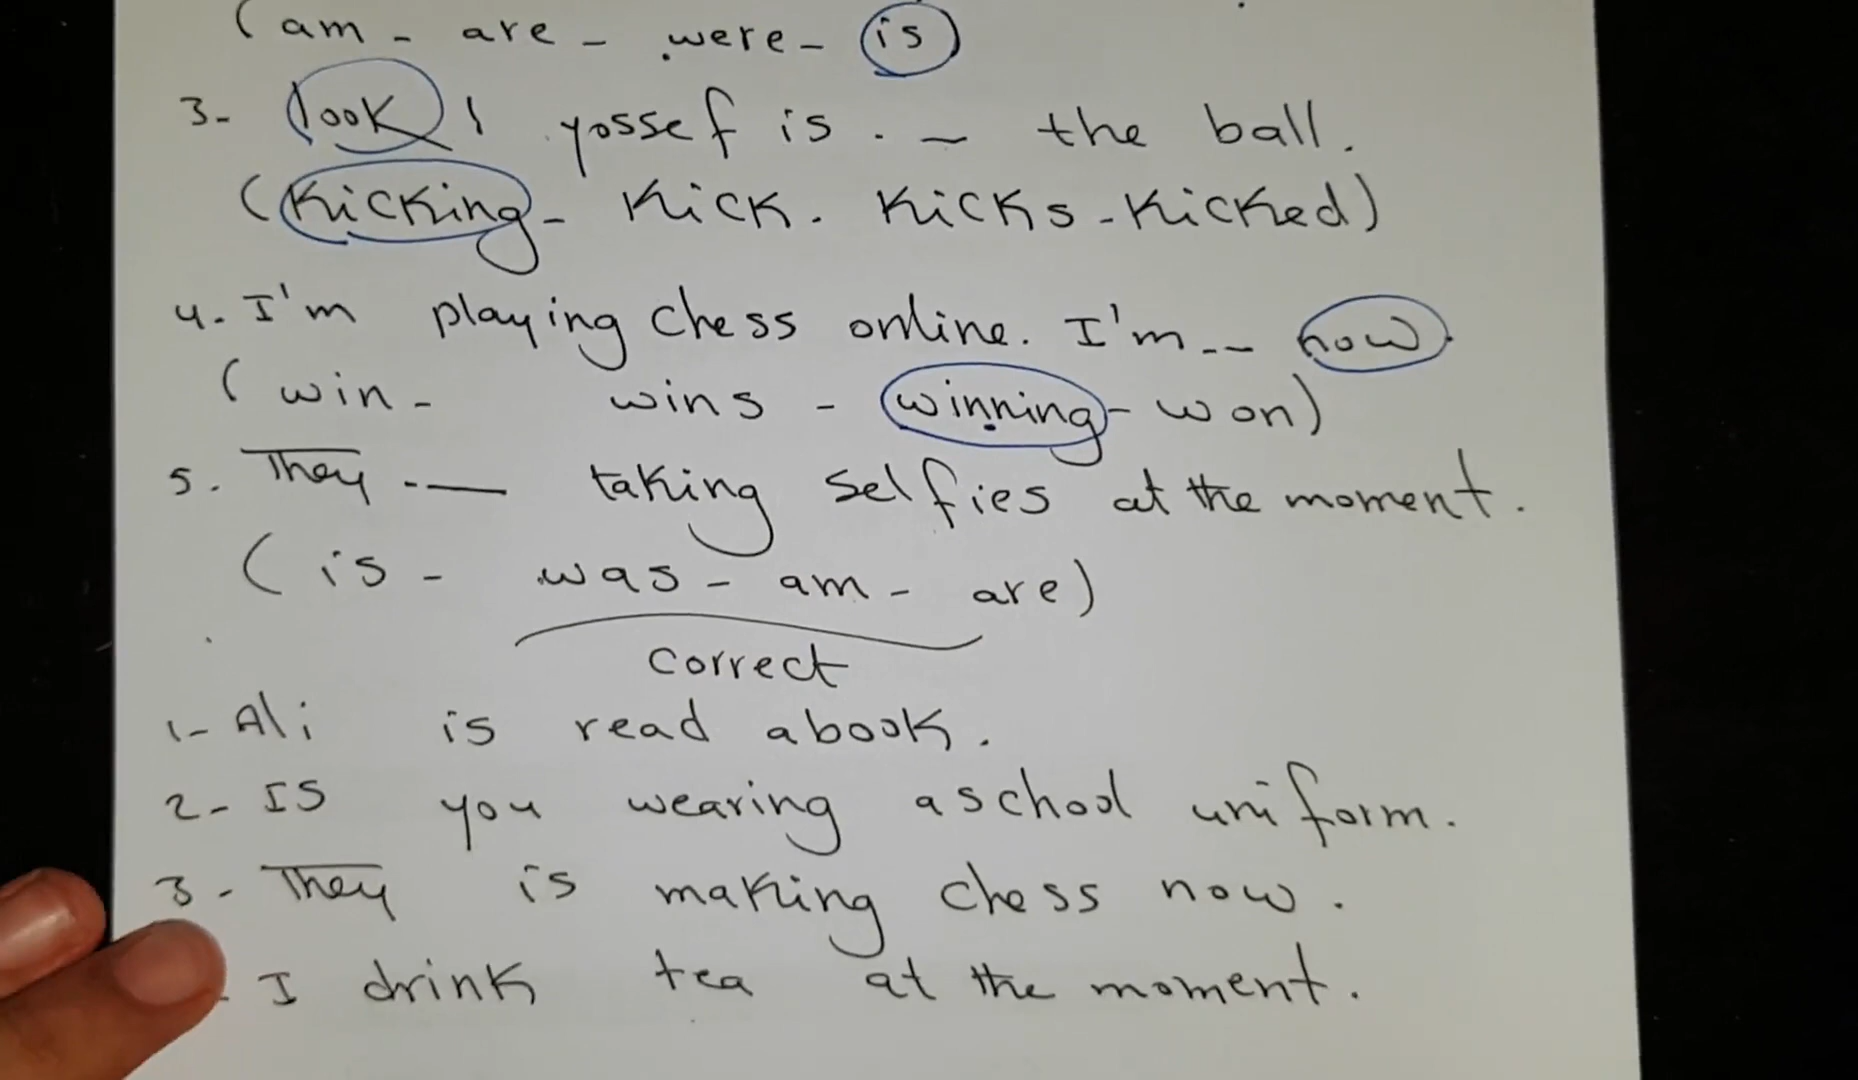 (am - are - were - is)
3- look ! yossef is . - the ball.
(Kicking - Kick. Kicks - Kicked)
4. I'm playing chess online. I'm -- now
(win - wins - winning - won)
5. They -- taking selfies at the moment.
(is - was - am - are)
correct
1- Ali is read abook.
2- IS you wearing aschool uniform.
3- They is making chess now.
I drink tea at the moment.